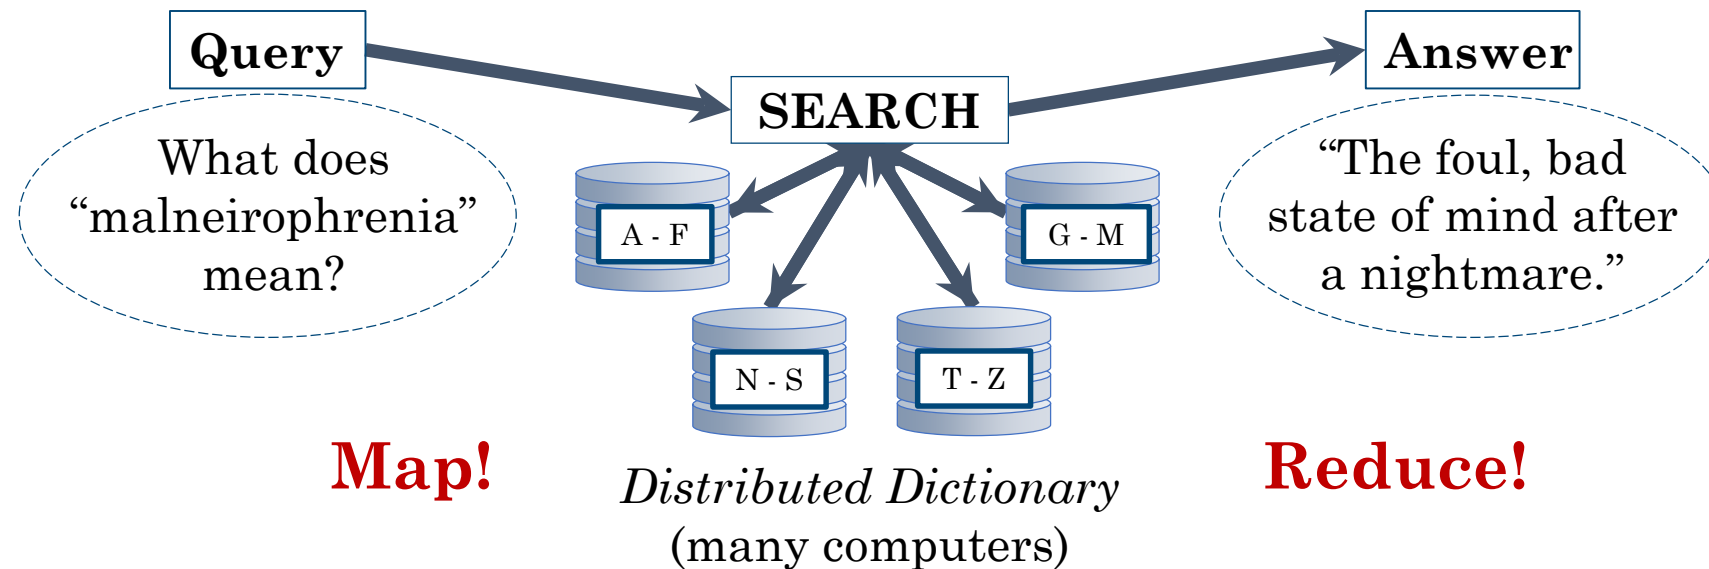 Query
What does
“malneirophrenia”
mean?
SEARCH
A - F
G - M
N - S
T - Z
Distributed Dictionary
(many computers)
Answer
“The foul, bad
state of mind after
a nightmare.”
Map!
Reduce!